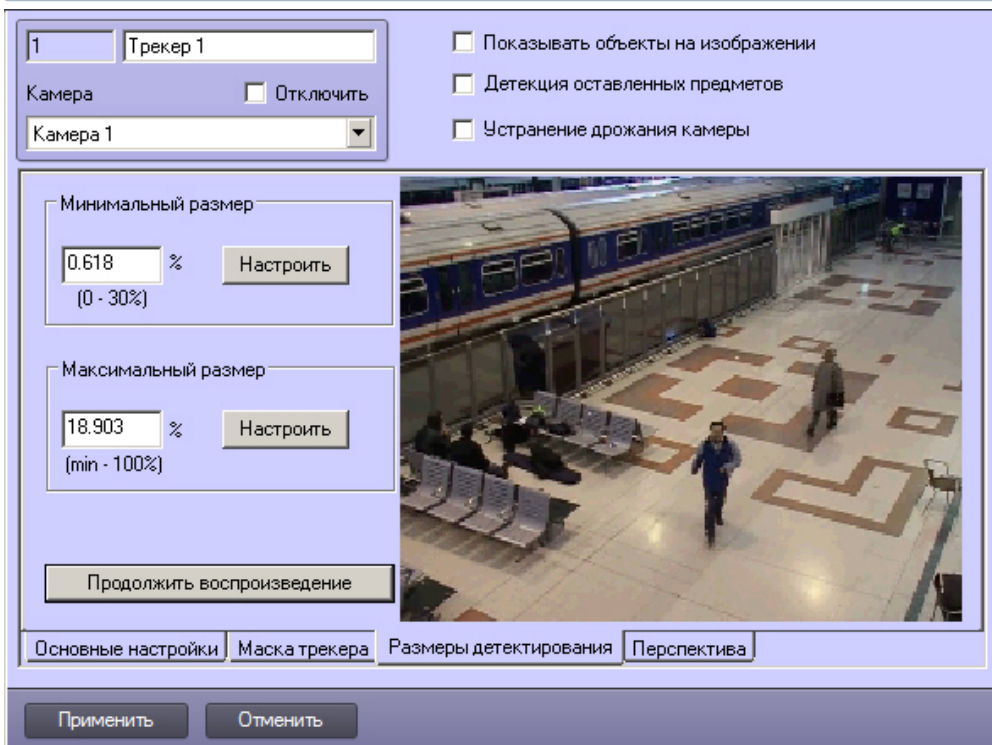 1
Трекер 1
Камера
Отключить
Камера 1
Показывать объекты на изображении
Детекция оставленных предметов
Устранение дрожания камеры
Минимальный размер
0.618 % Настроить
(0 - 30%)
Максимальный размер
18.903 % Настроить
(min - 100%)
Продолжить воспроизведение
Основные настройки Маска трекера Размеры детектирования Перспектива
Применить Отменить